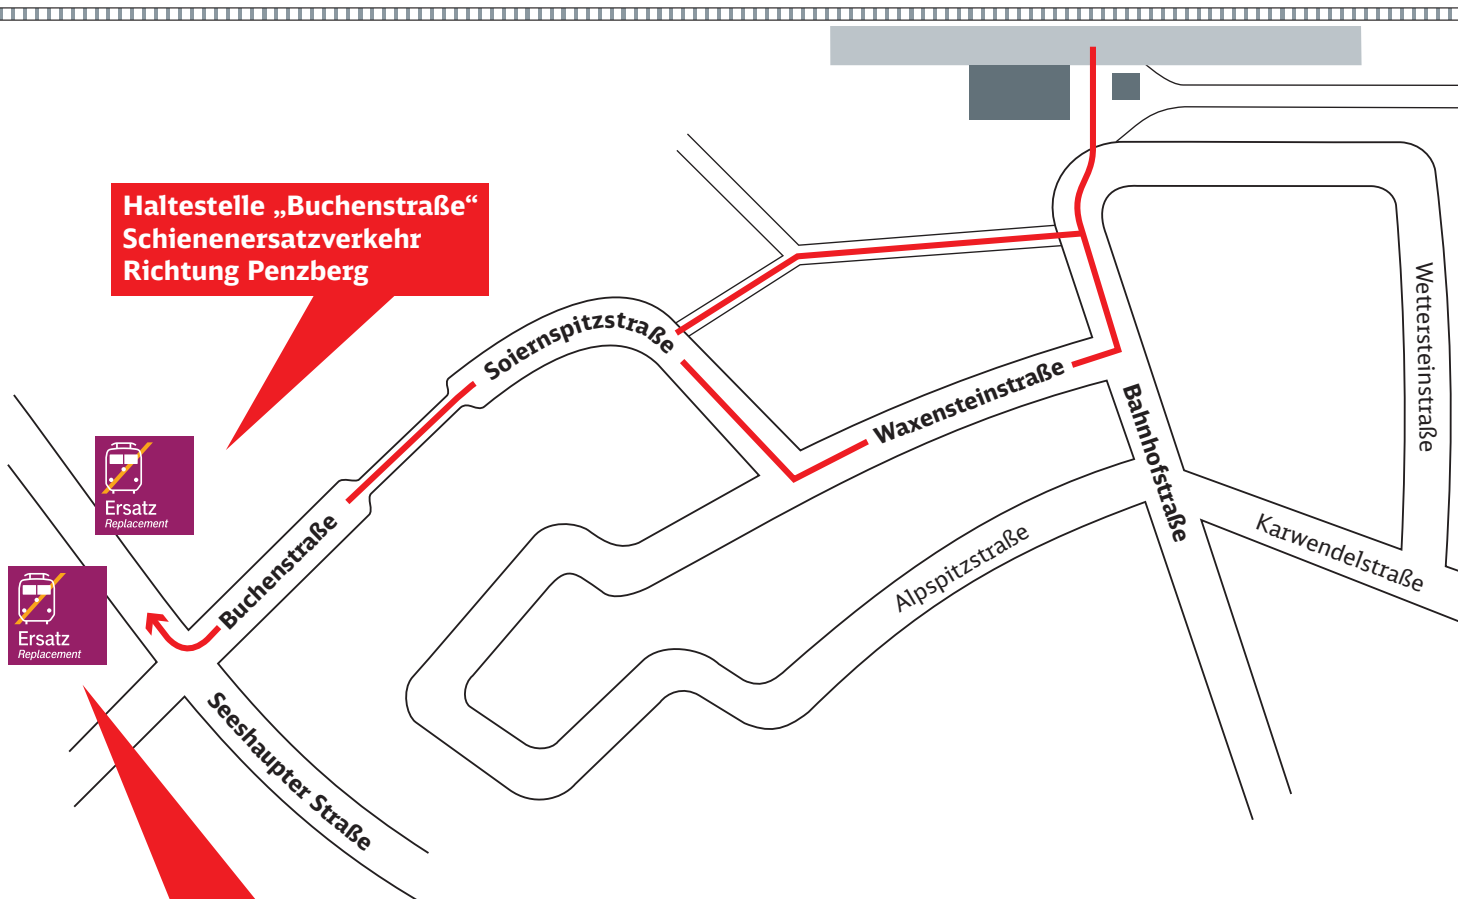 Haltestelle „Buchenstraße“
Schienenersatzverkehr
Richtung Penzberg
Wettersteinstraße
Soiernspitzstraße
Waxensteinstraße
Bahnhofstraße
Ersatz
Replacement
Buchenstraße
Karwendelstraße
Alpspitzstraße
Ersatz
Replacement
Seeshaupter Straße